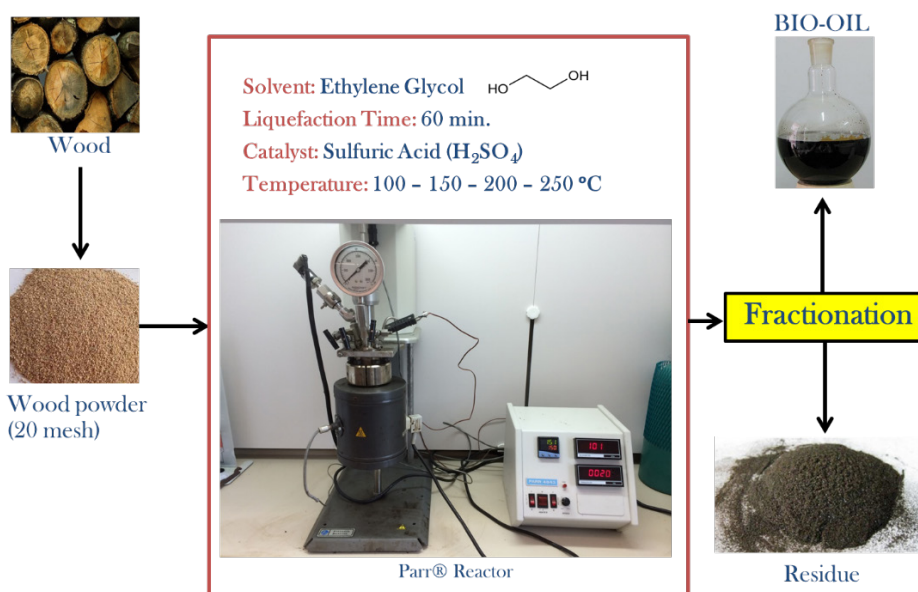 Wood
Wood powder
(20 mesh)
Solvent: Ethylene Glycol
HO
OH
Liquefaction Time: 60 min.
Catalyst: Sulfuric Acid (H₂SO₄)
Temperature: 100 – 150 – 200 – 250 °C
101
0020
Parr® Reactor
BIO-OIL
Fractionation
Residue